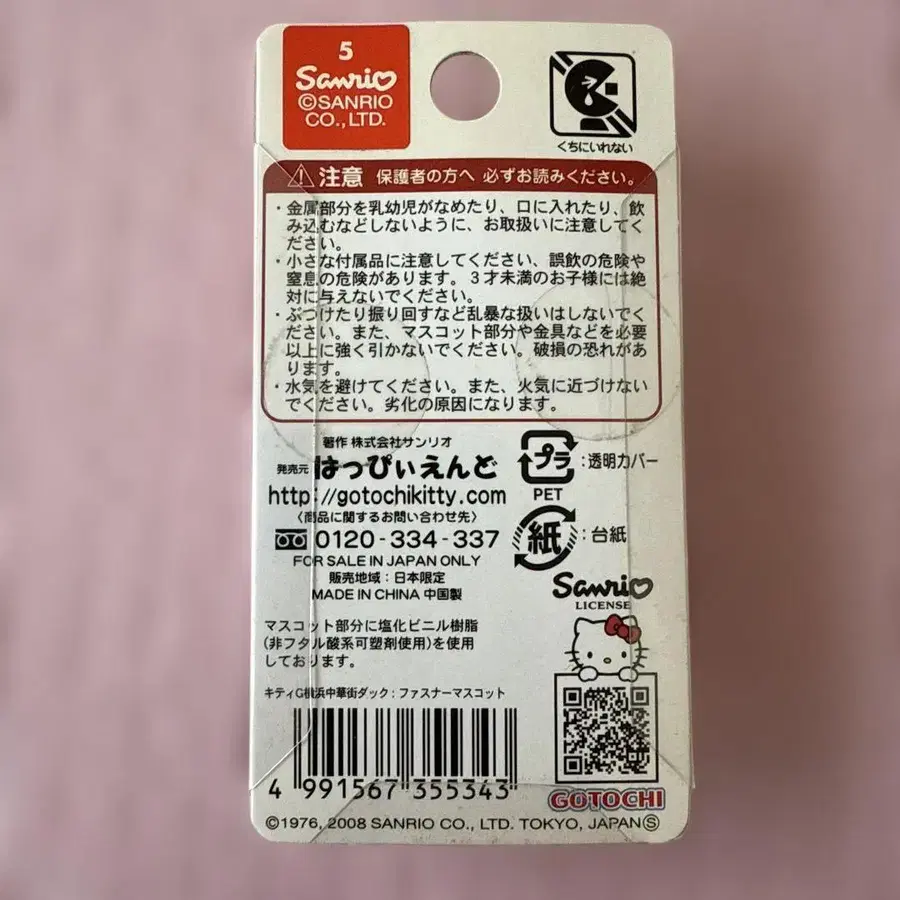 5
Sanrio
©SANRIO
CO., LTD.
くちにいれない
⚠注意 保護者の方へ 必ずお読みください。
・金属部分を乳幼児がなめたり、口に入れたり、飲
み込むなどしないように、お取扱いに注意してく
ださい。
・小さな付属品に注意してください、誤飲の危険や
窒息の危険があります。3才未満のお子様には絶
対に与えないでください。
・ぶつけたり振り回すなど乱暴な扱いはしないでく
ださい。また、マスコット部分や金具などを必要
以上に強く引かないでください。破損の恐れがあ
ります。
・水気を避けてください。また、火気に近づけない
でください。劣化の原因になります。
著作 株式会社サンリオ
発売元 はっぴぃえんど
http://gotochikitty.com
〈商品に関するお問い合わせ先〉
0120-334-337
FOR SALE IN JAPAN ONLY
販売地域：日本限定
MADE IN CHINA 中国製
プラ：透明カバー
PET
紙：台紙
Sanrio
LICENSE
マスコット部分に塩化ビニル樹脂
(非フタル酸系可塑剤使用)を使用
しております。
キティG横浜中華街ダック：ファスナーマスコット
4 991567 355343
GOTOCHI
©1976, 2008 SANRIO CO., LTD. TOKYO, JAPAN Ⓢ